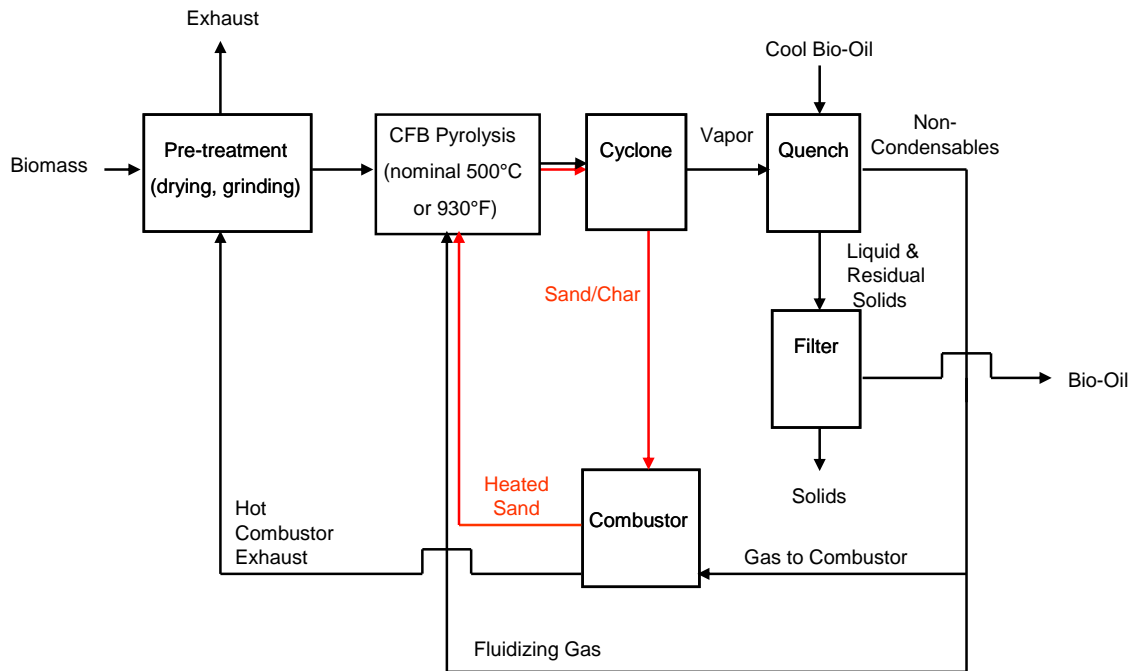 Exhaust
Cool Bio-Oil
Biomass
Pre-treatment
(drying, grinding)
CFB Pyrolysis
(nominal 500°C
or 930°F)
Cyclone
Vapor
Quench
Non-
Condensables
Sand/Char
Liquid &
Residual
Solids
Filter
Bio-Oil
Solids
Heated
Sand
Combustor
Hot
Combustor
Exhaust
Gas to Combustor
Fluidizing Gas